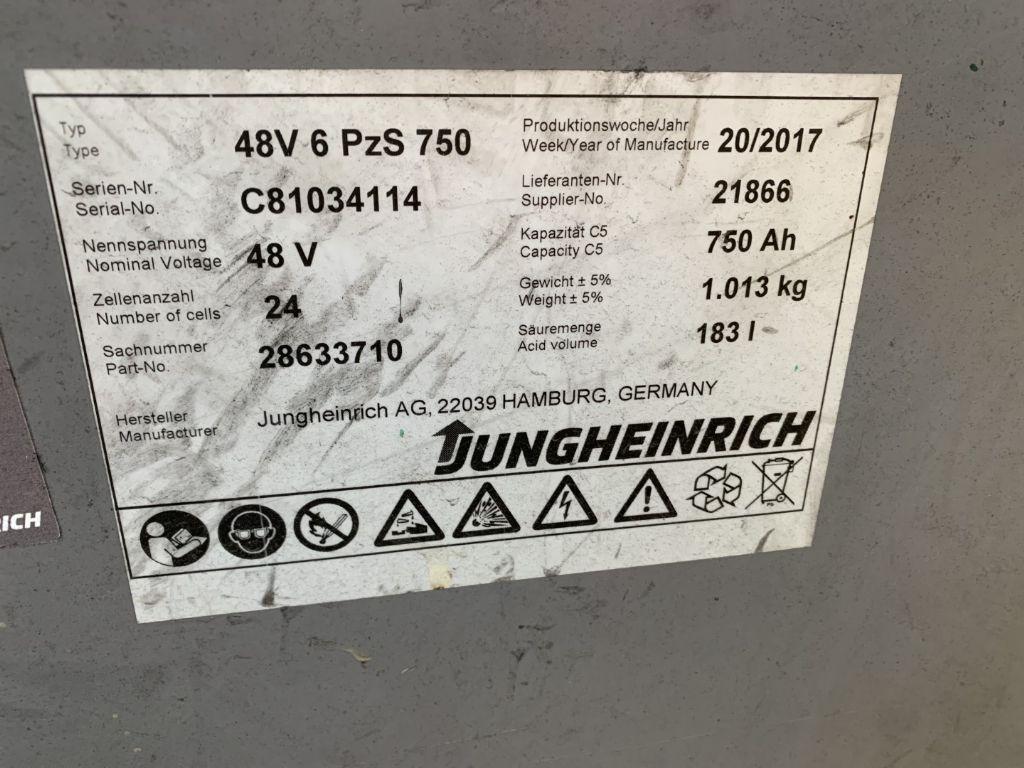 Typ
Type
48V 6 PzS 750
Serien-Nr.
Serial-No.
C81034114
Nennspannung
Nominal Voltage
48 V
Zellenanzahl
Number of cells
24
Sachnummer
Part-No.
28633710
Produktionswoche/Jahr
Week/Year of Manufacture
20/2017
Lieferanten-Nr.
Supplier-No.
21866
Kapazität C5
Capacity C5
750 Ah
Gewicht ± 5%
Weight ± 5%
1.013 kg
Säuremenge
Acid volume
183 l
Hersteller
Manufacturer
Jungheinrich AG, 22039 HAMBURG, GERMANY
JUNGHEINRICH
RICH